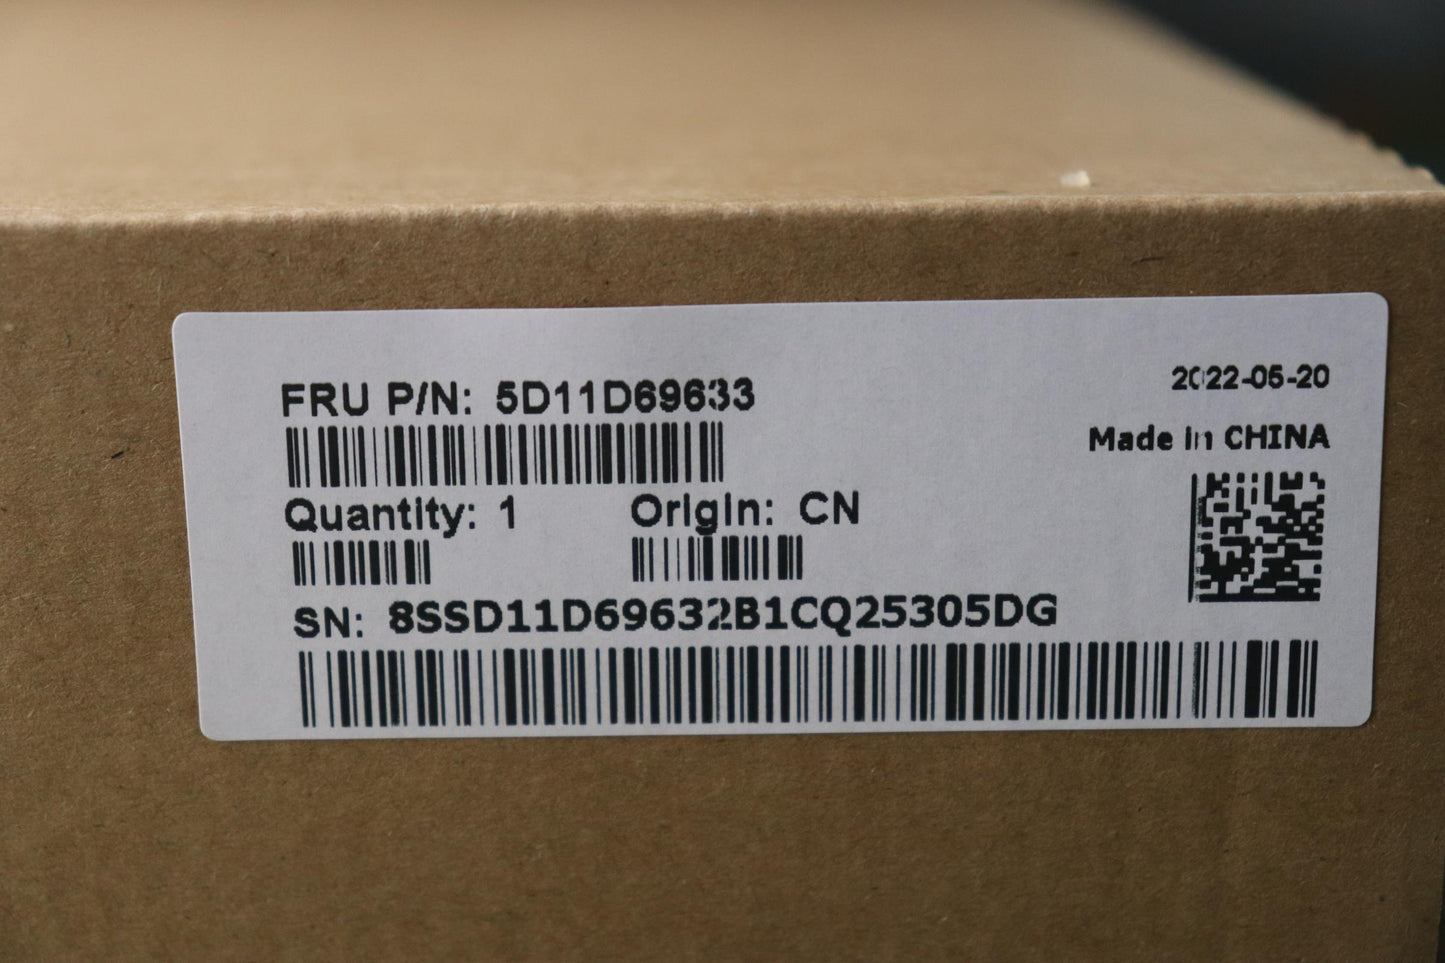 FRU P/N: 5D11D69633
2022-05-20
Made in CHINA
Quantity: 1
Origin: CN
SN: 8SSD11D69632B1CQ25305DG